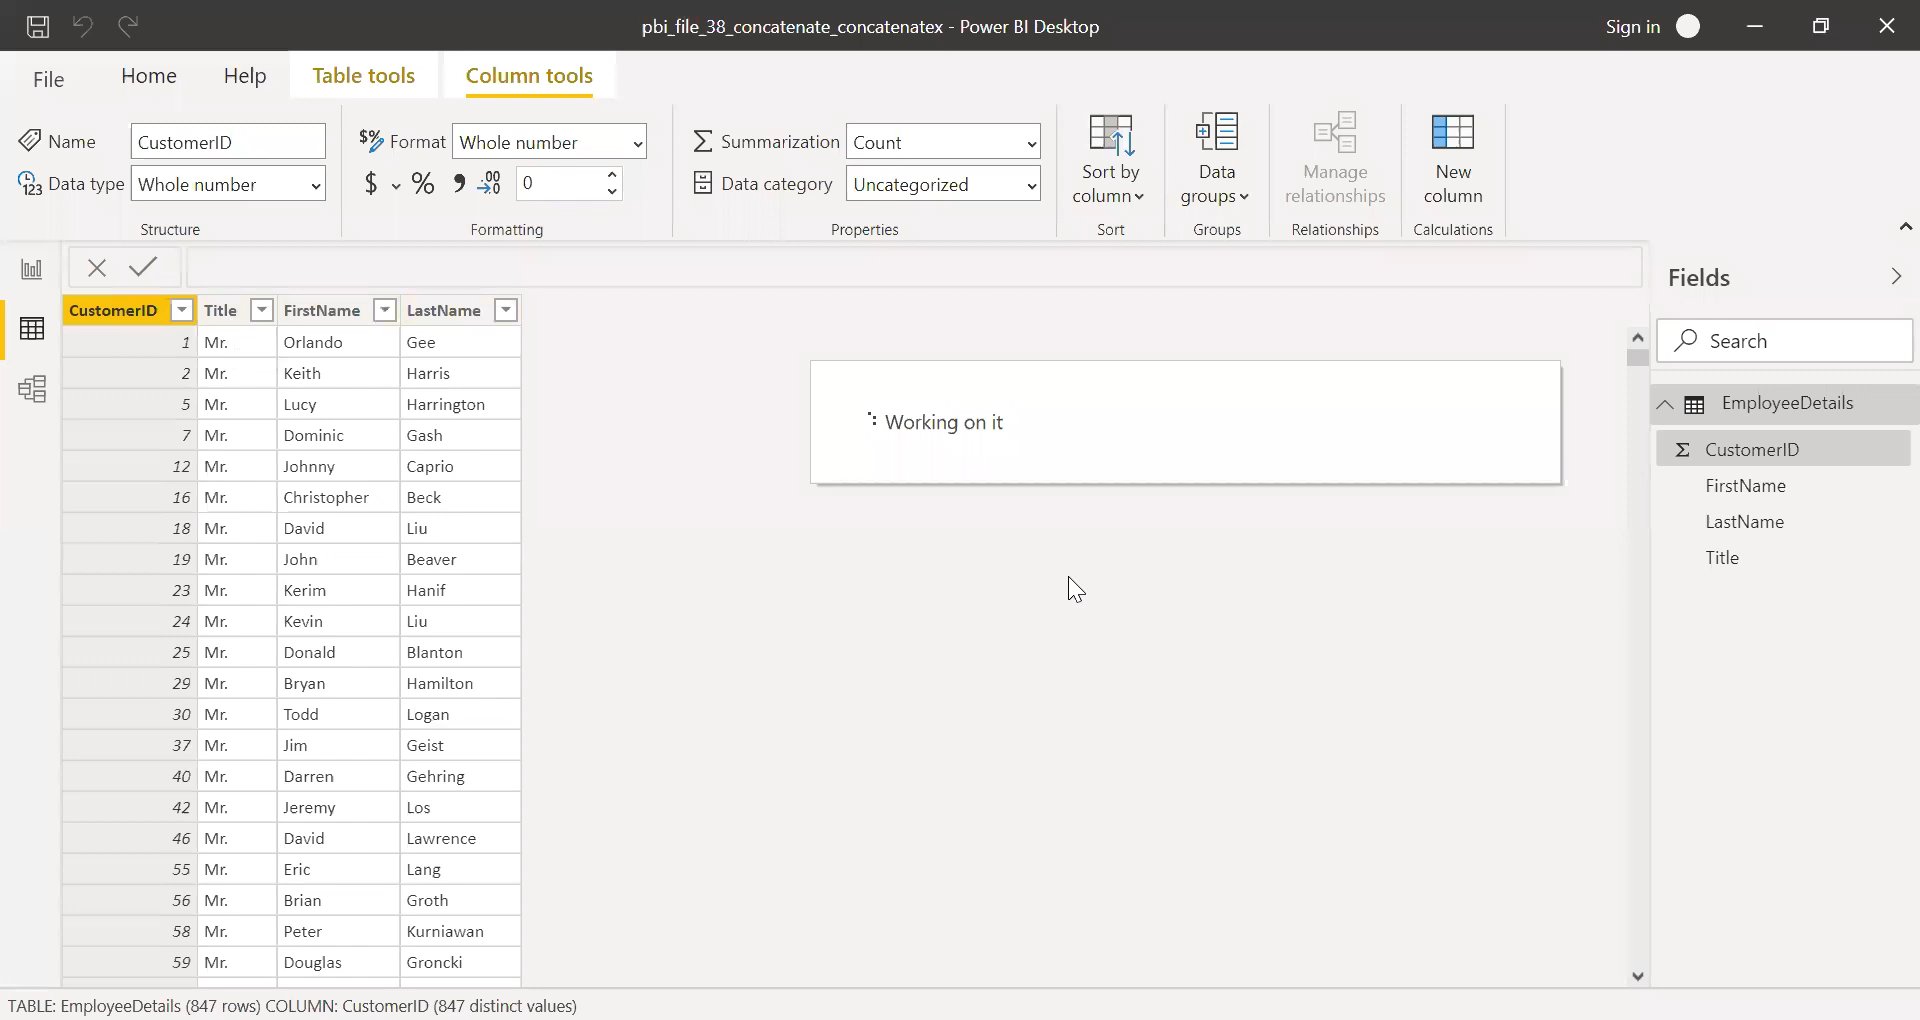 pbi_file_38_concatenate_concatenatex - Power BI Desktop
Sign in
File Home Help Table tools Column tools
Name CustomerID
Data type Whole number
Structure
$% Format Whole number
$ % , .00 0
Formatting
Σ Summarization Count
Data category Uncategorized
Properties
Sort by
column
Sort
Data
groups
Groups
Manage
relationships
Relationships
New
column
Calculations
CustomerID Title FirstName LastName
1 Mr. Orlando Gee
2 Mr. Keith Harris
5 Mr. Lucy Harrington
7 Mr. Dominic Gash
12 Mr. Johnny Caprio
16 Mr. Christopher Beck
18 Mr. David Liu
19 Mr. John Beaver
23 Mr. Kerim Hanif
24 Mr. Kevin Liu
25 Mr. Donald Blanton
29 Mr. Bryan Hamilton
30 Mr. Todd Logan
37 Mr. Jim Geist
40 Mr. Darren Gehring
42 Mr. Jeremy Los
46 Mr. David Lawrence
55 Mr. Eric Lang
56 Mr. Brian Groth
58 Mr. Peter Kurniawan
59 Mr. Douglas Groncki
Working on it
Fields
Search
EmployeeDetails
Σ CustomerID
FirstName
LastName
Title
TABLE: EmployeeDetails (847 rows) COLUMN: CustomerID (847 distinct values)